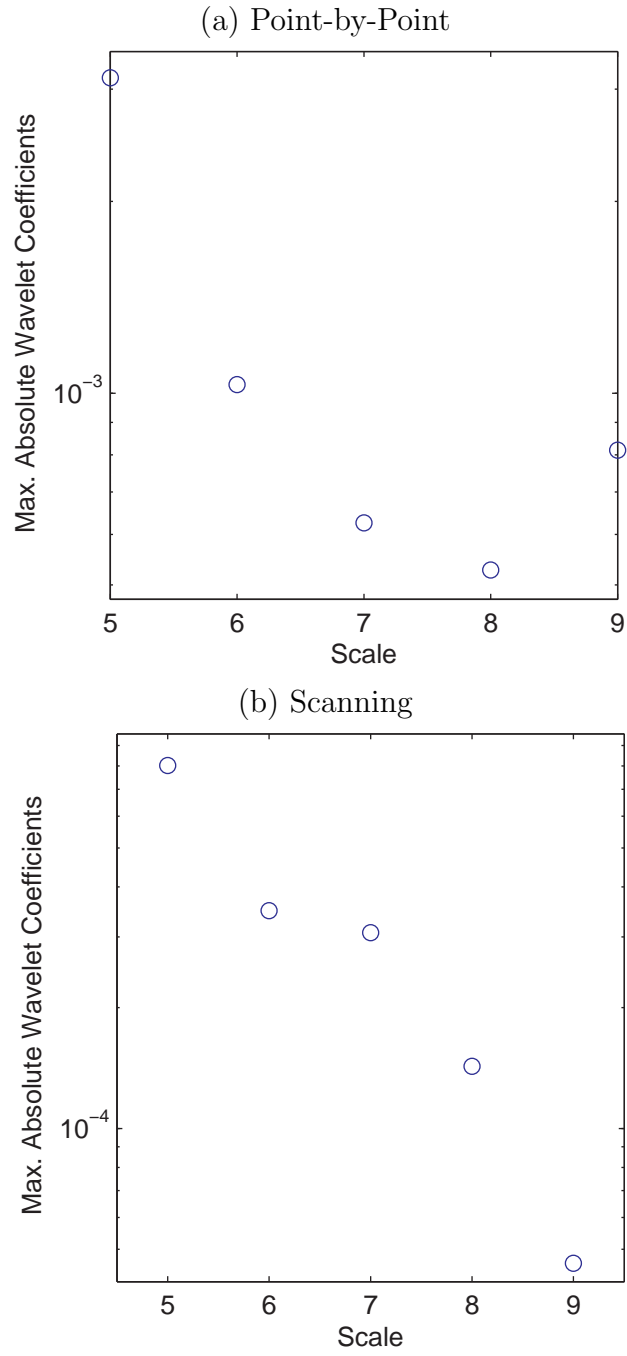 (a) Point-by-Point
Max. Absolute Wavelet Coefficients
10⁻³
5 6 7 8 9
Scale
(b) Scanning
Max. Absolute Wavelet Coefficients
10⁻⁴
5 6 7 8 9
Scale